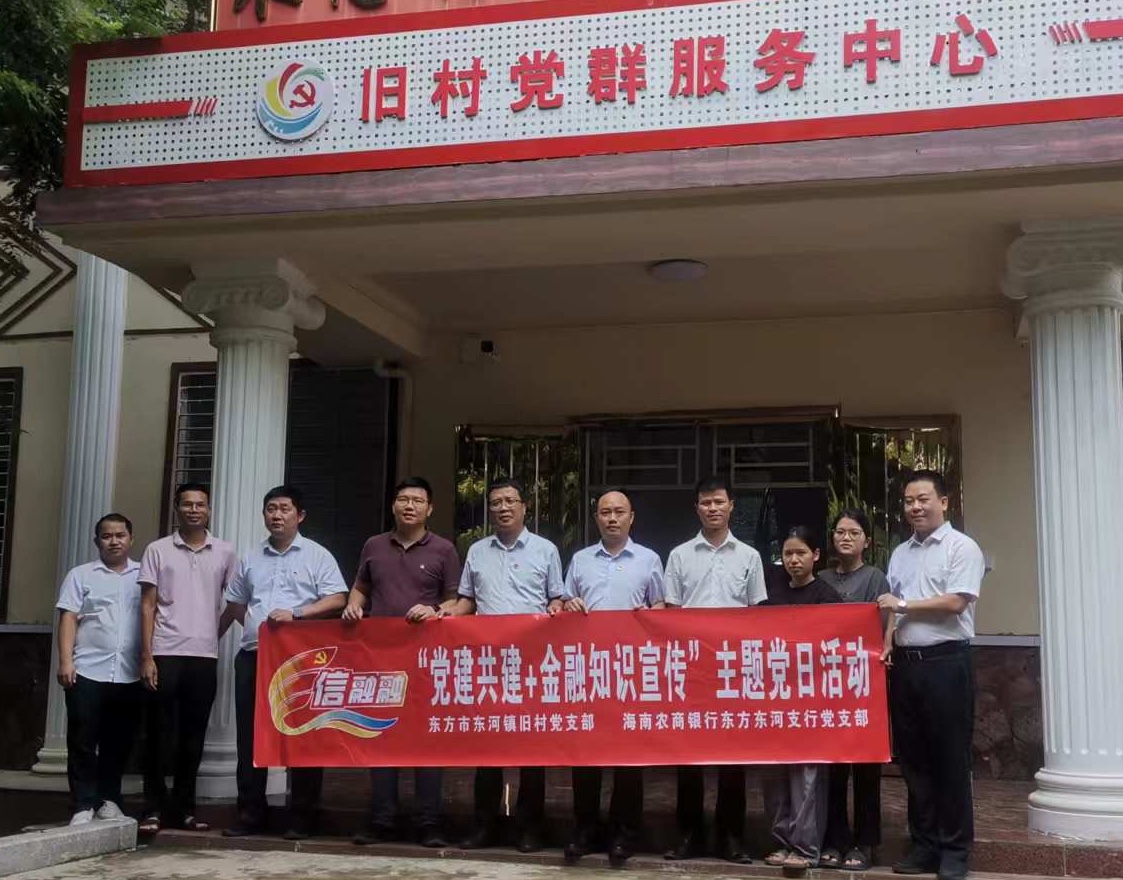 旧村党群服务中心
信融融
“党建共建+金融知识宣传”主题党日活动
东方市东河镇旧村党支部 海南农商银行东方东河支行党支部